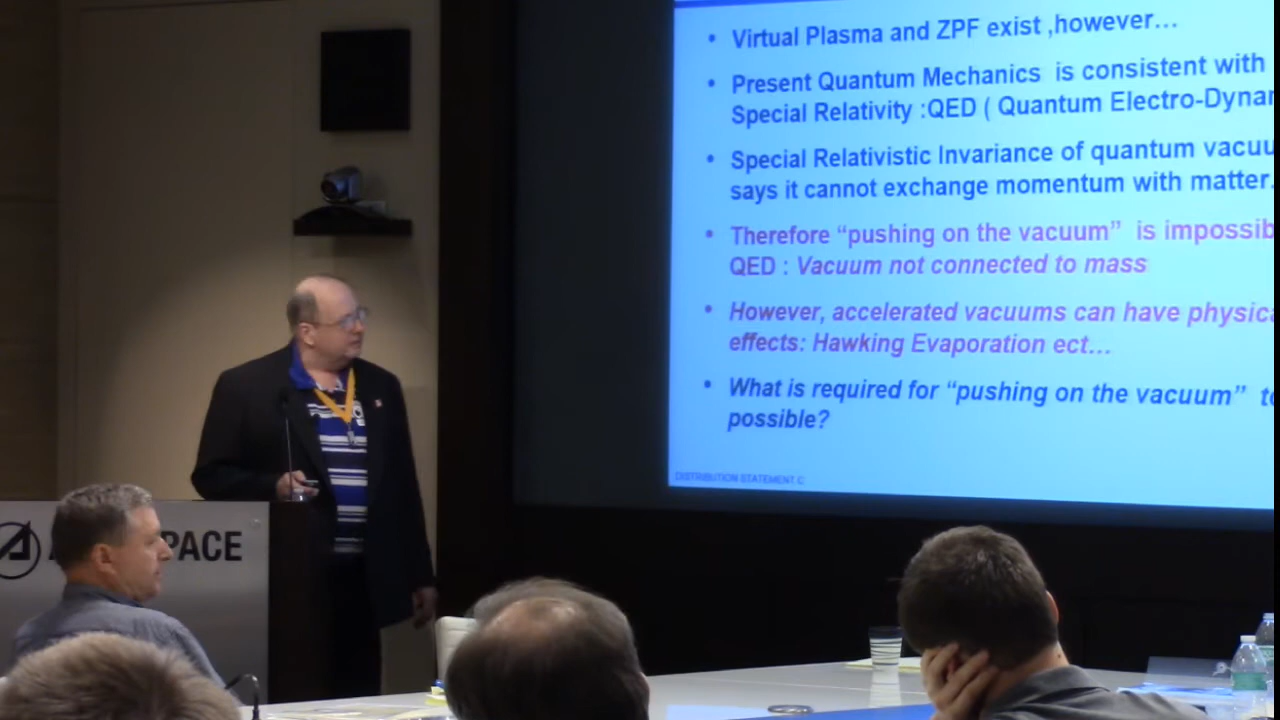 • Virtual Plasma and ZPF exist ,however…
• Present Quantum Mechanics is consistent with
Special Relativity :QED ( Quantum Electro-Dynam
• Special Relativistic Invariance of quantum vacuu
says it cannot exchange momentum with matter.
• Therefore “pushing on the vacuum” is impossib
QED : Vacuum not connected to mass
• However, accelerated vacuums can have physica
effects: Hawking Evaporation ect…
• What is required for “pushing on the vacuum” to
possible?
DISTRIBUTION STATEMENT C
A PACE